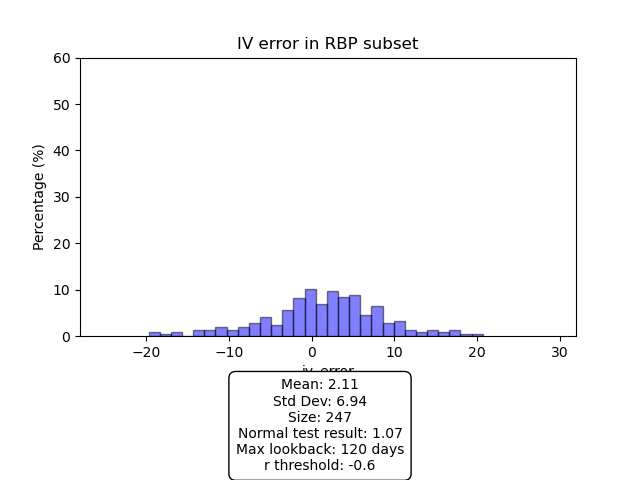 IV error in RBP subset
60
50
40
30
20
10
0
Percentage (%)
−20 −10 0 10 20 30
iv_error
Mean: 2.11
Std Dev: 6.94
Size: 247
Normal test result: 1.07
Max lookback: 120 days
r threshold: -0.6